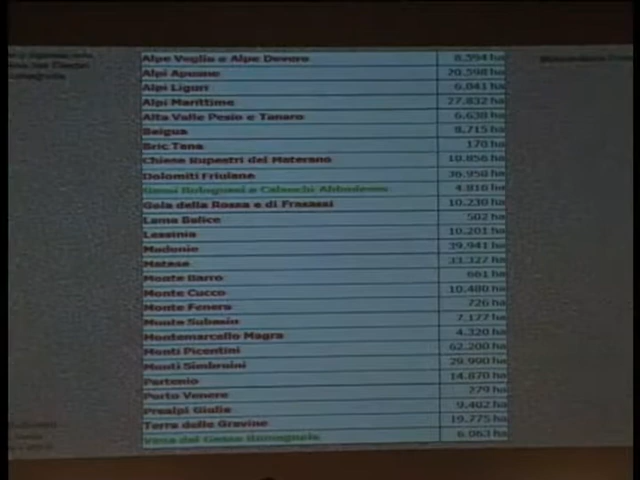 Alpe Veglia e Alpe Devero 8.594 ha
Alpi Apuane 20.598 ha
Alpi Liguri 6.041 ha
Alpi Marittime 27.832 ha
Alta Valle Pesio e Tanaro 6.638 ha
Beigua 8.715 ha
Bric Tana 170 ha
Chiese Rupestri del Materano
Dolomiti Friulane 36.950 ha
Gessi Bolognesi e Calanchi Abbadessa 4.816 ha
Gola della Rossa e di Frasassi 10.230 ha
Lama Balice 502 ha
Lessinia 10.201 ha
Madonie 39.941 ha
Matese 33.327 ha
Monte Barro 661 ha
Monte Cucco 10.480 ha
Monte Fenera 726 ha
Monte Subasio 7.177 ha
Montemarcello Magra 4.320 ha
Monti Picentini 62.200 ha
Monti Simbruini 29.990 ha
Partenio 14.870 ha
Porto Venere 279 ha
Prealpi Giulie 9.402 ha
Terra delle Gravine 19.775 ha
Vena del Gesso Romagnola 6.063 ha